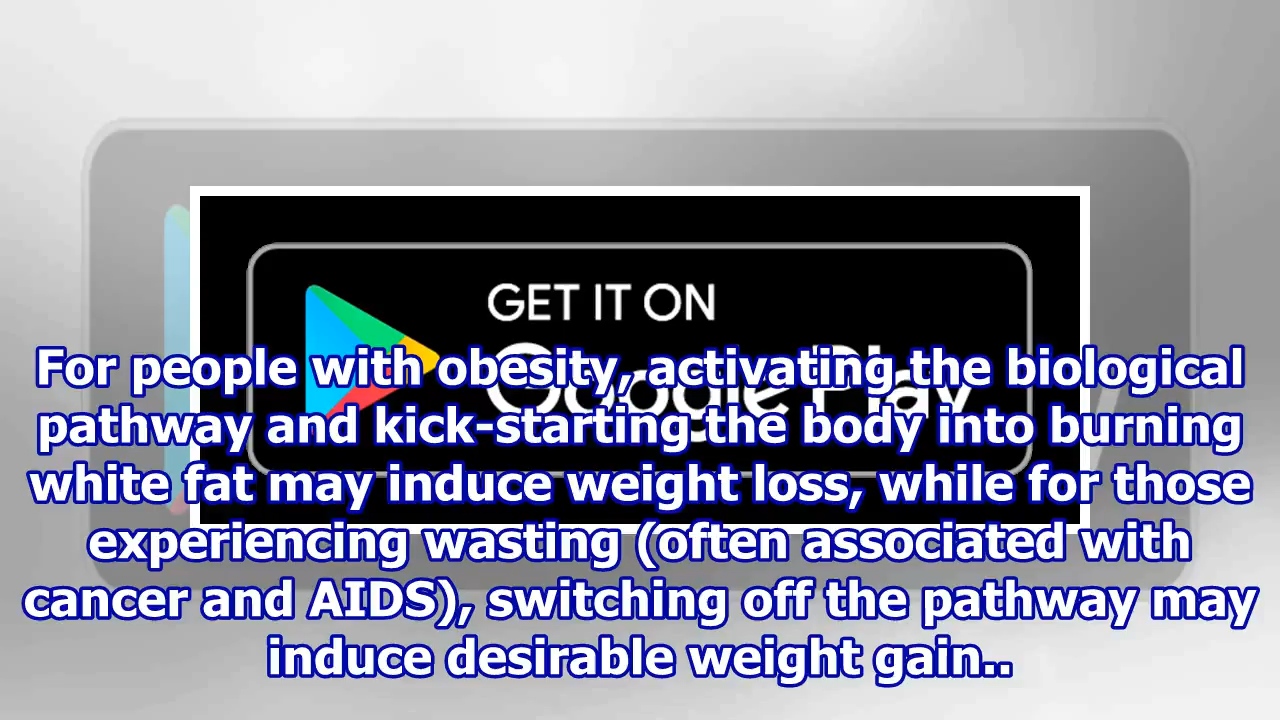 GET IT ON
Google Play
For people with obesity, activating the biological
pathway and kick-starting the body into burning
white fat may induce weight loss, while for those
experiencing wasting (often associated with
cancer and AIDS), switching off the pathway may
induce desirable weight gain..